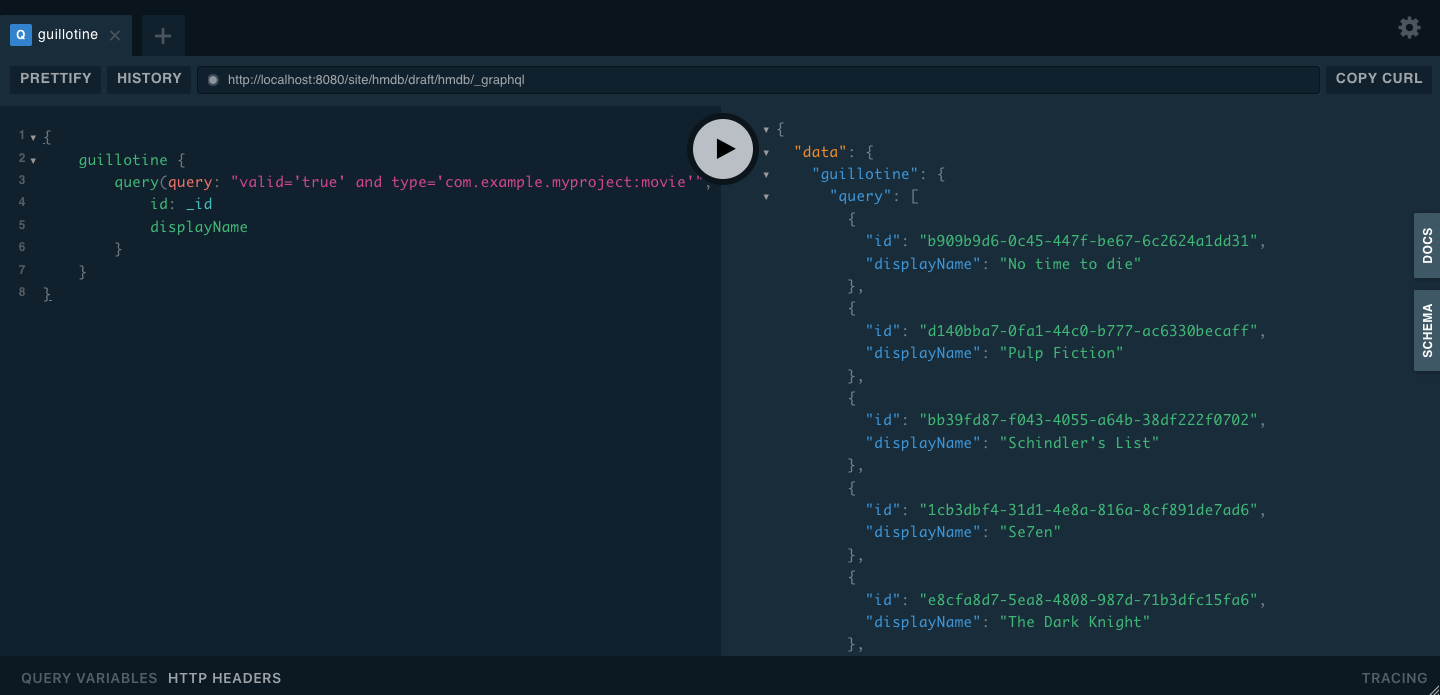 Q guillotine
PRETTIFY HISTORY http://localhost:8080/site/hmdb/draft/hmdb/_graphql COPY CURL
1 {
2 guillotine {
3 query(query: "valid='true' and type='com.example.myproject:movie'",
4 id: _id
5 displayName
6 }
7 }
8 }
{
"data": {
"guillotine": {
"query": [
{
"id": "b909b9d6-0c45-447f-be67-6c2624a1dd31",
"displayName": "No time to die"
},
{
"id": "d140bba7-0fa1-44c0-b777-ac6330becaff",
"displayName": "Pulp Fiction"
},
{
"id": "bb39fd87-f043-4055-a64b-38df222f0702",
"displayName": "Schindler's List"
},
{
"id": "1cb3dbf4-31d1-4e8a-816a-8cf891de7ad6",
"displayName": "Se7en"
},
{
"id": "e8cfa8d7-5ea8-4808-987d-71b3dfc15fa6",
"displayName": "The Dark Knight"
},
DOCS
SCHEMA
QUERY VARIABLES HTTP HEADERS TRACING